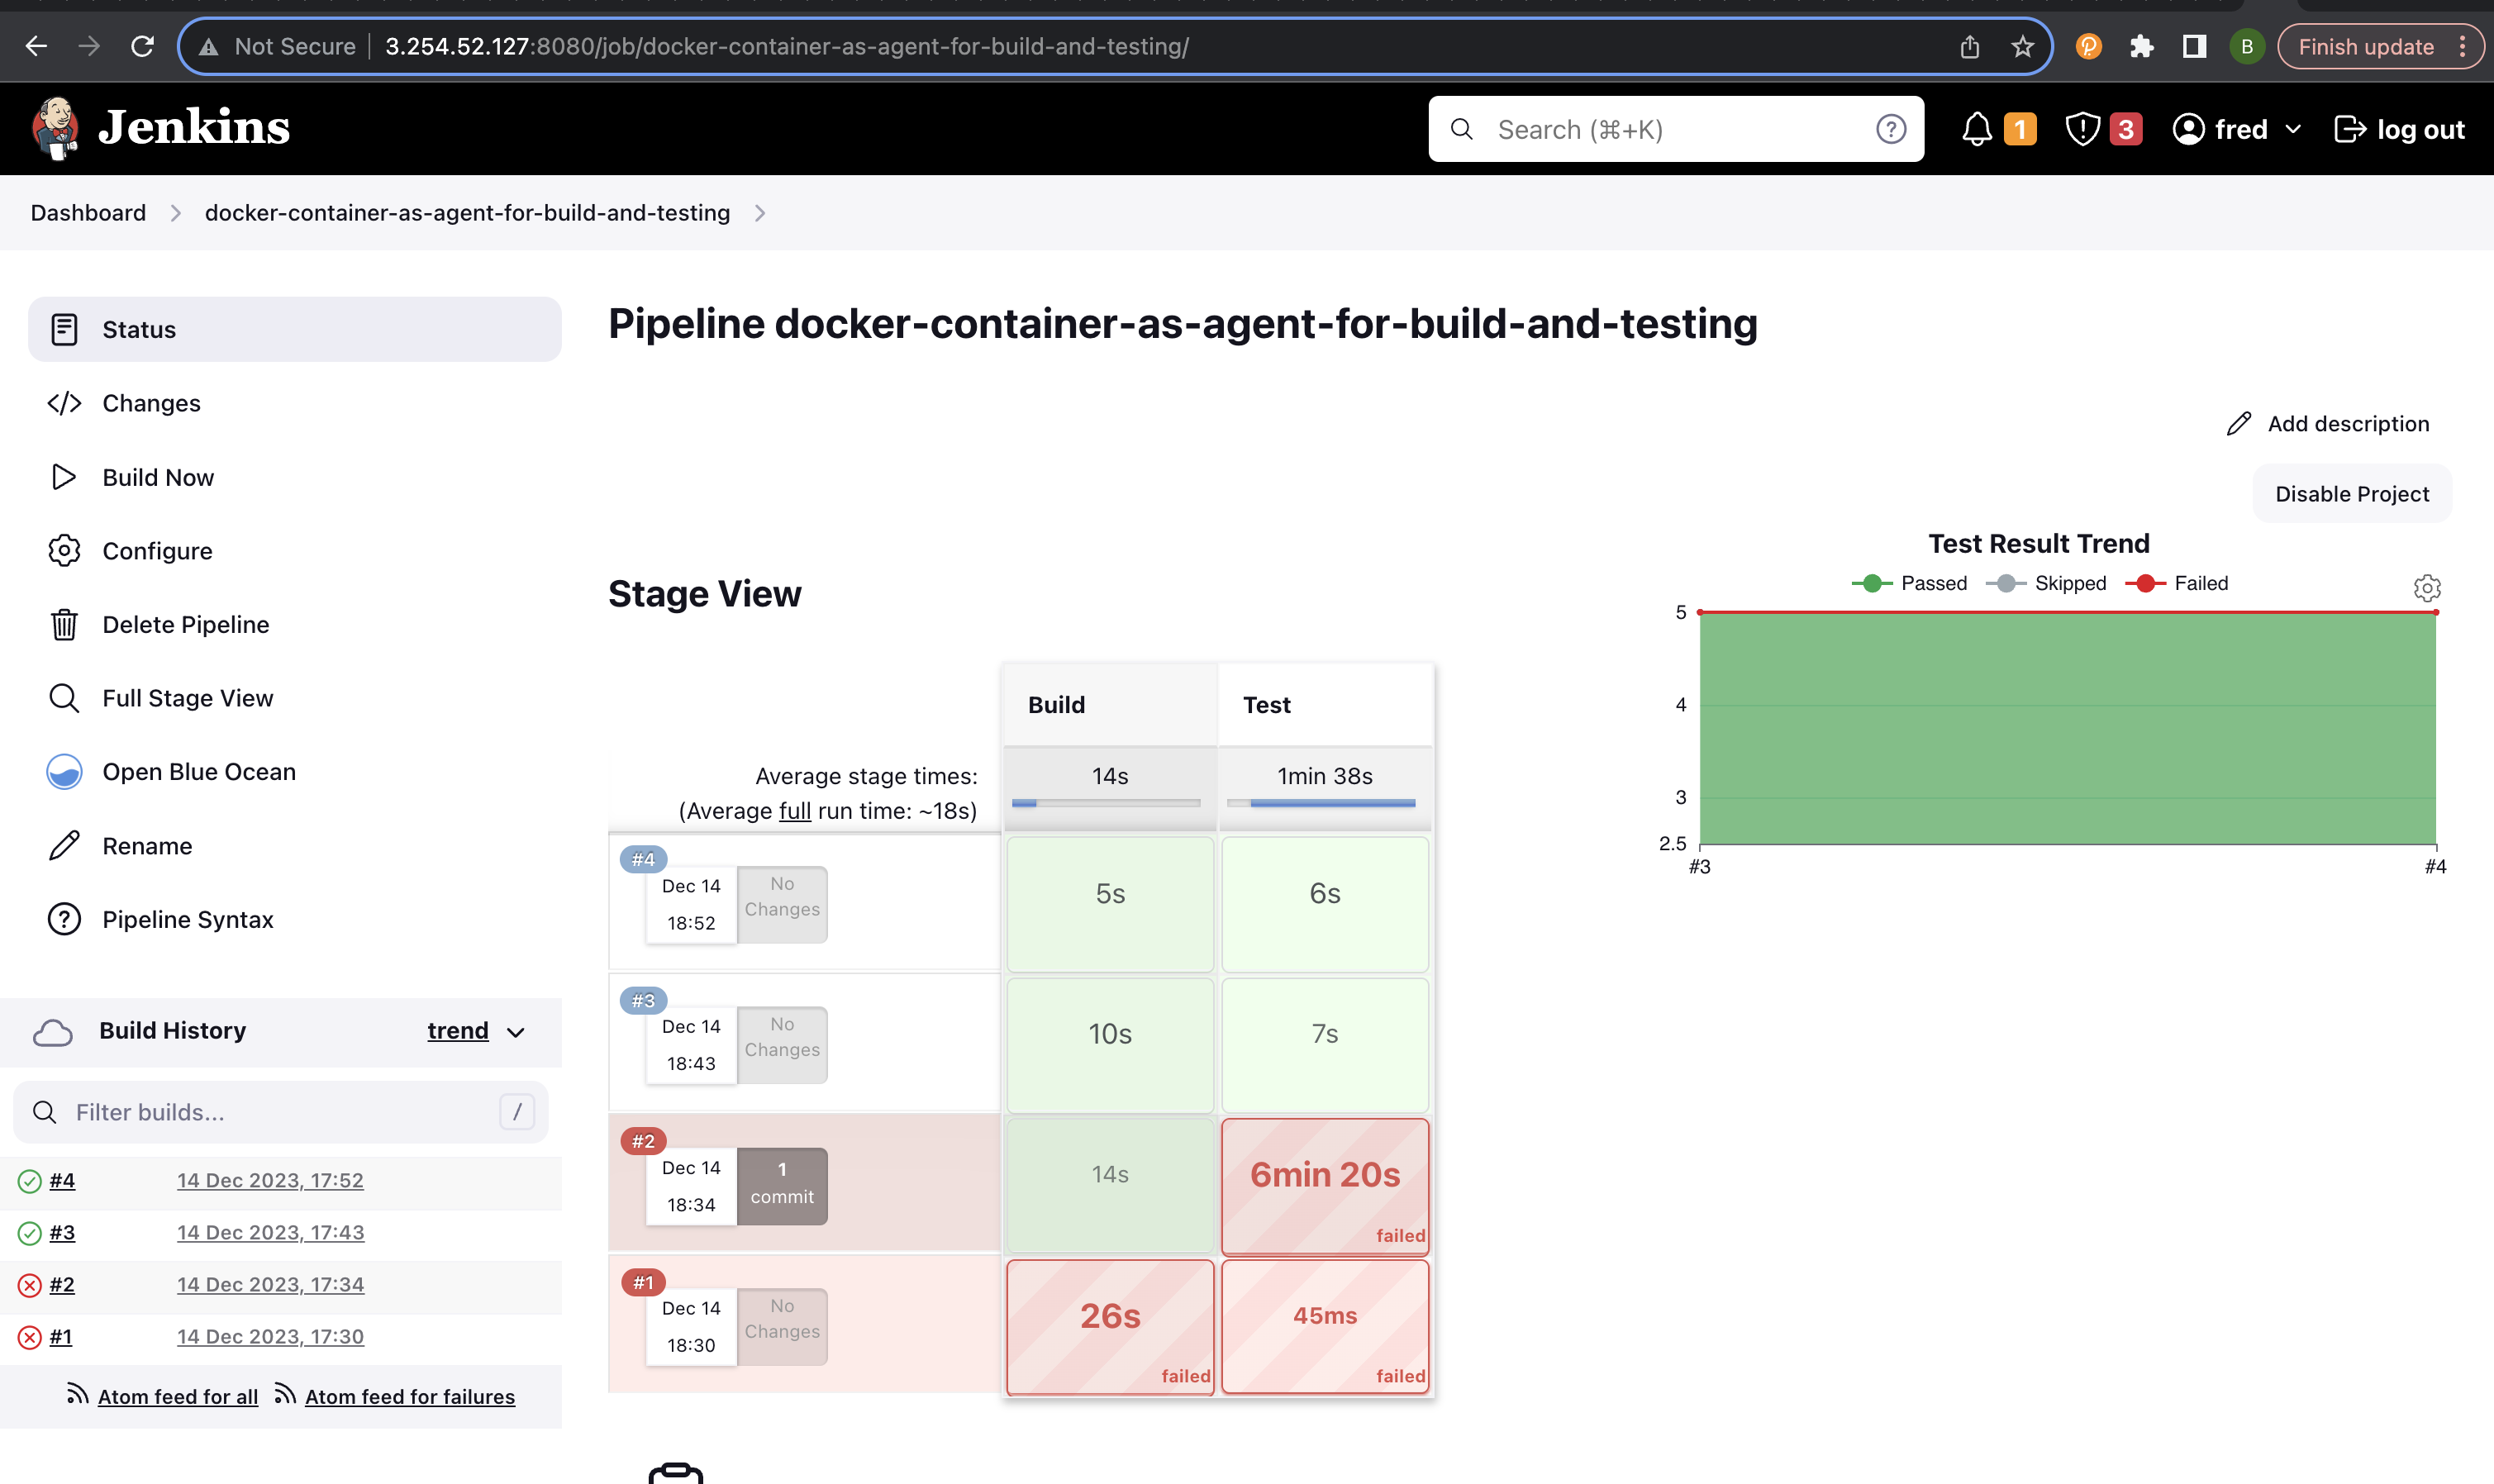 Not Secure | 3.254.52.127:8080/job/docker-container-as-agent-for-build-and-testing/
B
Finish update
Jenkins
Search (⌘+K)
?
1
3
fred
log out
Dashboard
docker-container-as-agent-for-build-and-testing
Status
Changes
Build Now
Configure
Delete Pipeline
Full Stage View
Open Blue Ocean
Rename
Pipeline Syntax
Build History
trend
Filter builds...
/
#4 14 Dec 2023, 17:52
#3 14 Dec 2023, 17:43
#2 14 Dec 2023, 17:34
#1 14 Dec 2023, 17:30
Atom feed for all
Atom feed for failures
Pipeline docker-container-as-agent-for-build-and-testing
Add description
Disable Project
Stage View
Build Test
Average stage times:
(Average full run time: ~18s)
14s 1min 38s
#4
Dec 14
18:52
No
Changes
5s
6s
#3
Dec 14
18:43
No
Changes
10s
7s
#2
Dec 14
18:34
1
commit
14s
6min 20s
failed
#1
Dec 14
18:30
No
Changes
26s
failed
45ms
failed
Test Result Trend
Passed Skipped Failed
5
4
3
2.5
#3 #4